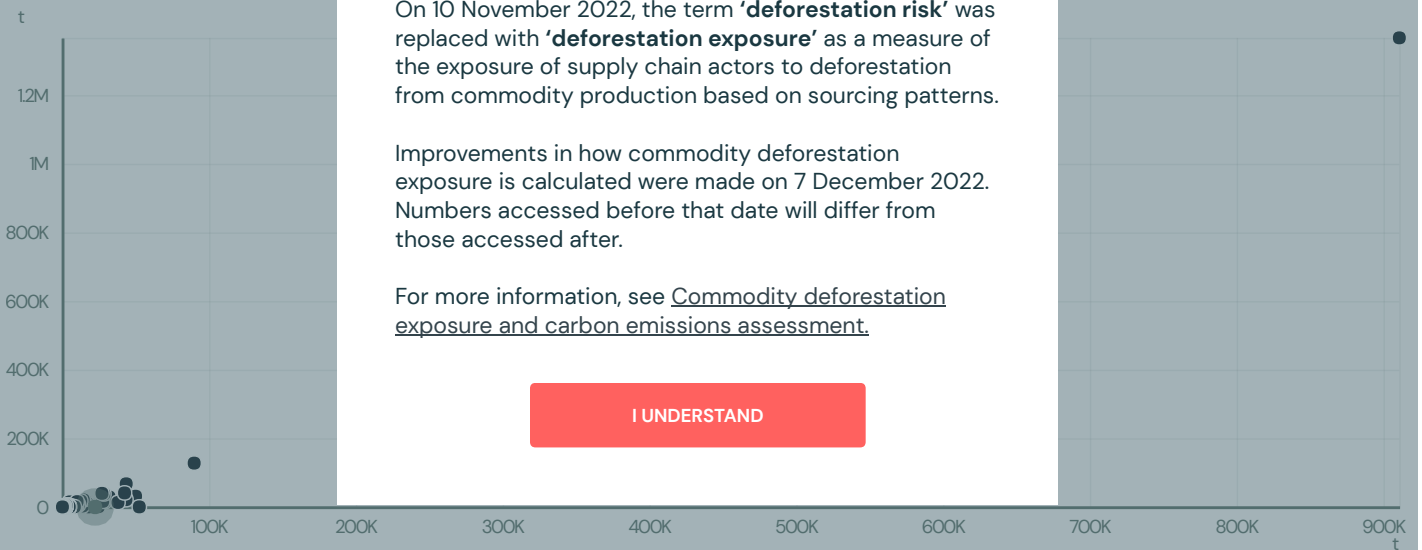 t
On 10 November 2022, the term ‘deforestation risk’ was
replaced with ‘deforestation exposure’ as a measure of
the exposure of supply chain actors to deforestation
from commodity production based on sourcing patterns.
Improvements in how commodity deforestation
exposure is calculated were made on 7 December 2022.
Numbers accessed before that date will differ from
those accessed after.
For more information, see Commodity deforestation
exposure and carbon emissions assessment.
I UNDERSTAND
1.2M
1M
800K
600K
400K
200K
0
100K 200K 300K 400K 500K 600K 700K 800K 900K
t